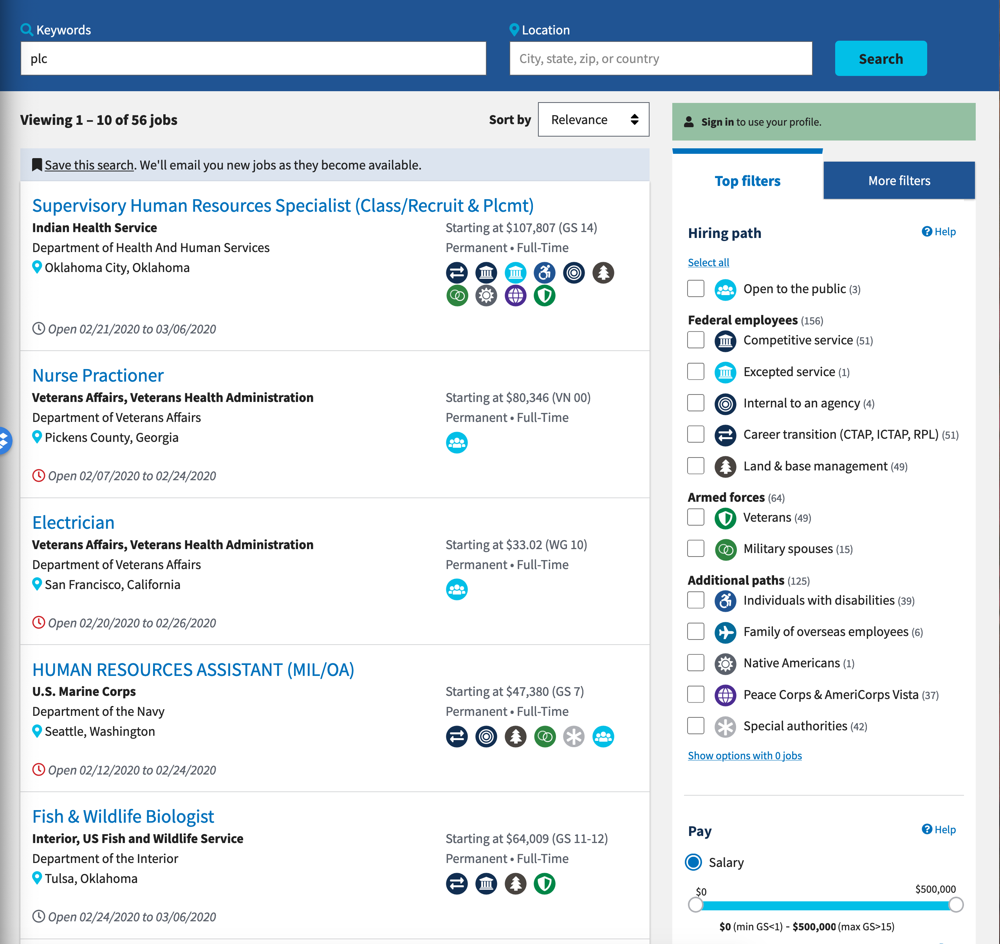 Keywords
Location
plc
City, state, zip, or country
Search
Viewing 1 – 10 of 56 jobs
Sort by
Relevance
Save this search. We'll email you new jobs as they become available.
Supervisory Human Resources Specialist (Class/Recruit & Plcmt)
Indian Health Service
Department of Health And Human Services
Oklahoma City, Oklahoma
Starting at $107,807 (GS 14)
Permanent • Full-Time
Open 02/21/2020 to 03/06/2020
Nurse Practioner
Veterans Affairs, Veterans Health Administration
Department of Veterans Affairs
Pickens County, Georgia
Starting at $80,346 (VN 00)
Permanent • Full-Time
Open 02/07/2020 to 02/24/2020
Electrician
Veterans Affairs, Veterans Health Administration
Department of Veterans Affairs
San Francisco, California
Starting at $33.02 (WG 10)
Permanent • Full-Time
Open 02/20/2020 to 02/26/2020
HUMAN RESOURCES ASSISTANT (MIL/OA)
U.S. Marine Corps
Department of the Navy
Seattle, Washington
Starting at $47,380 (GS 7)
Permanent • Full-Time
Open 02/12/2020 to 02/24/2020
Fish & Wildlife Biologist
Interior, US Fish and Wildlife Service
Department of the Interior
Tulsa, Oklahoma
Starting at $64,009 (GS 11-12)
Permanent • Full-Time
Open 02/24/2020 to 03/06/2020
Sign in to use your profile.
Top filters
More filters
Hiring path
Help
Select all
Open to the public (3)
Federal employees (156)
Competitive service (51)
Excepted service (1)
Internal to an agency (4)
Career transition (CTAP, ICTAP, RPL) (51)
Land & base management (49)
Armed forces (64)
Veterans (49)
Military spouses (15)
Additional paths (125)
Individuals with disabilities (39)
Family of overseas employees (6)
Native Americans (1)
Peace Corps & AmeriCorps Vista (37)
Special authorities (42)
Show options with 0 jobs
Pay
Help
Salary
$0
$500,000
$0 (min GS<1) - $500,000 (max GS>15)